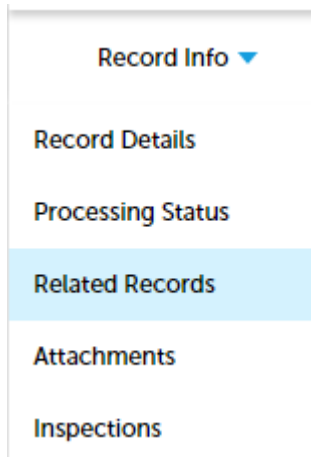 Record Info
Record Details
Processing Status
Related Records
Attachments
Inspections